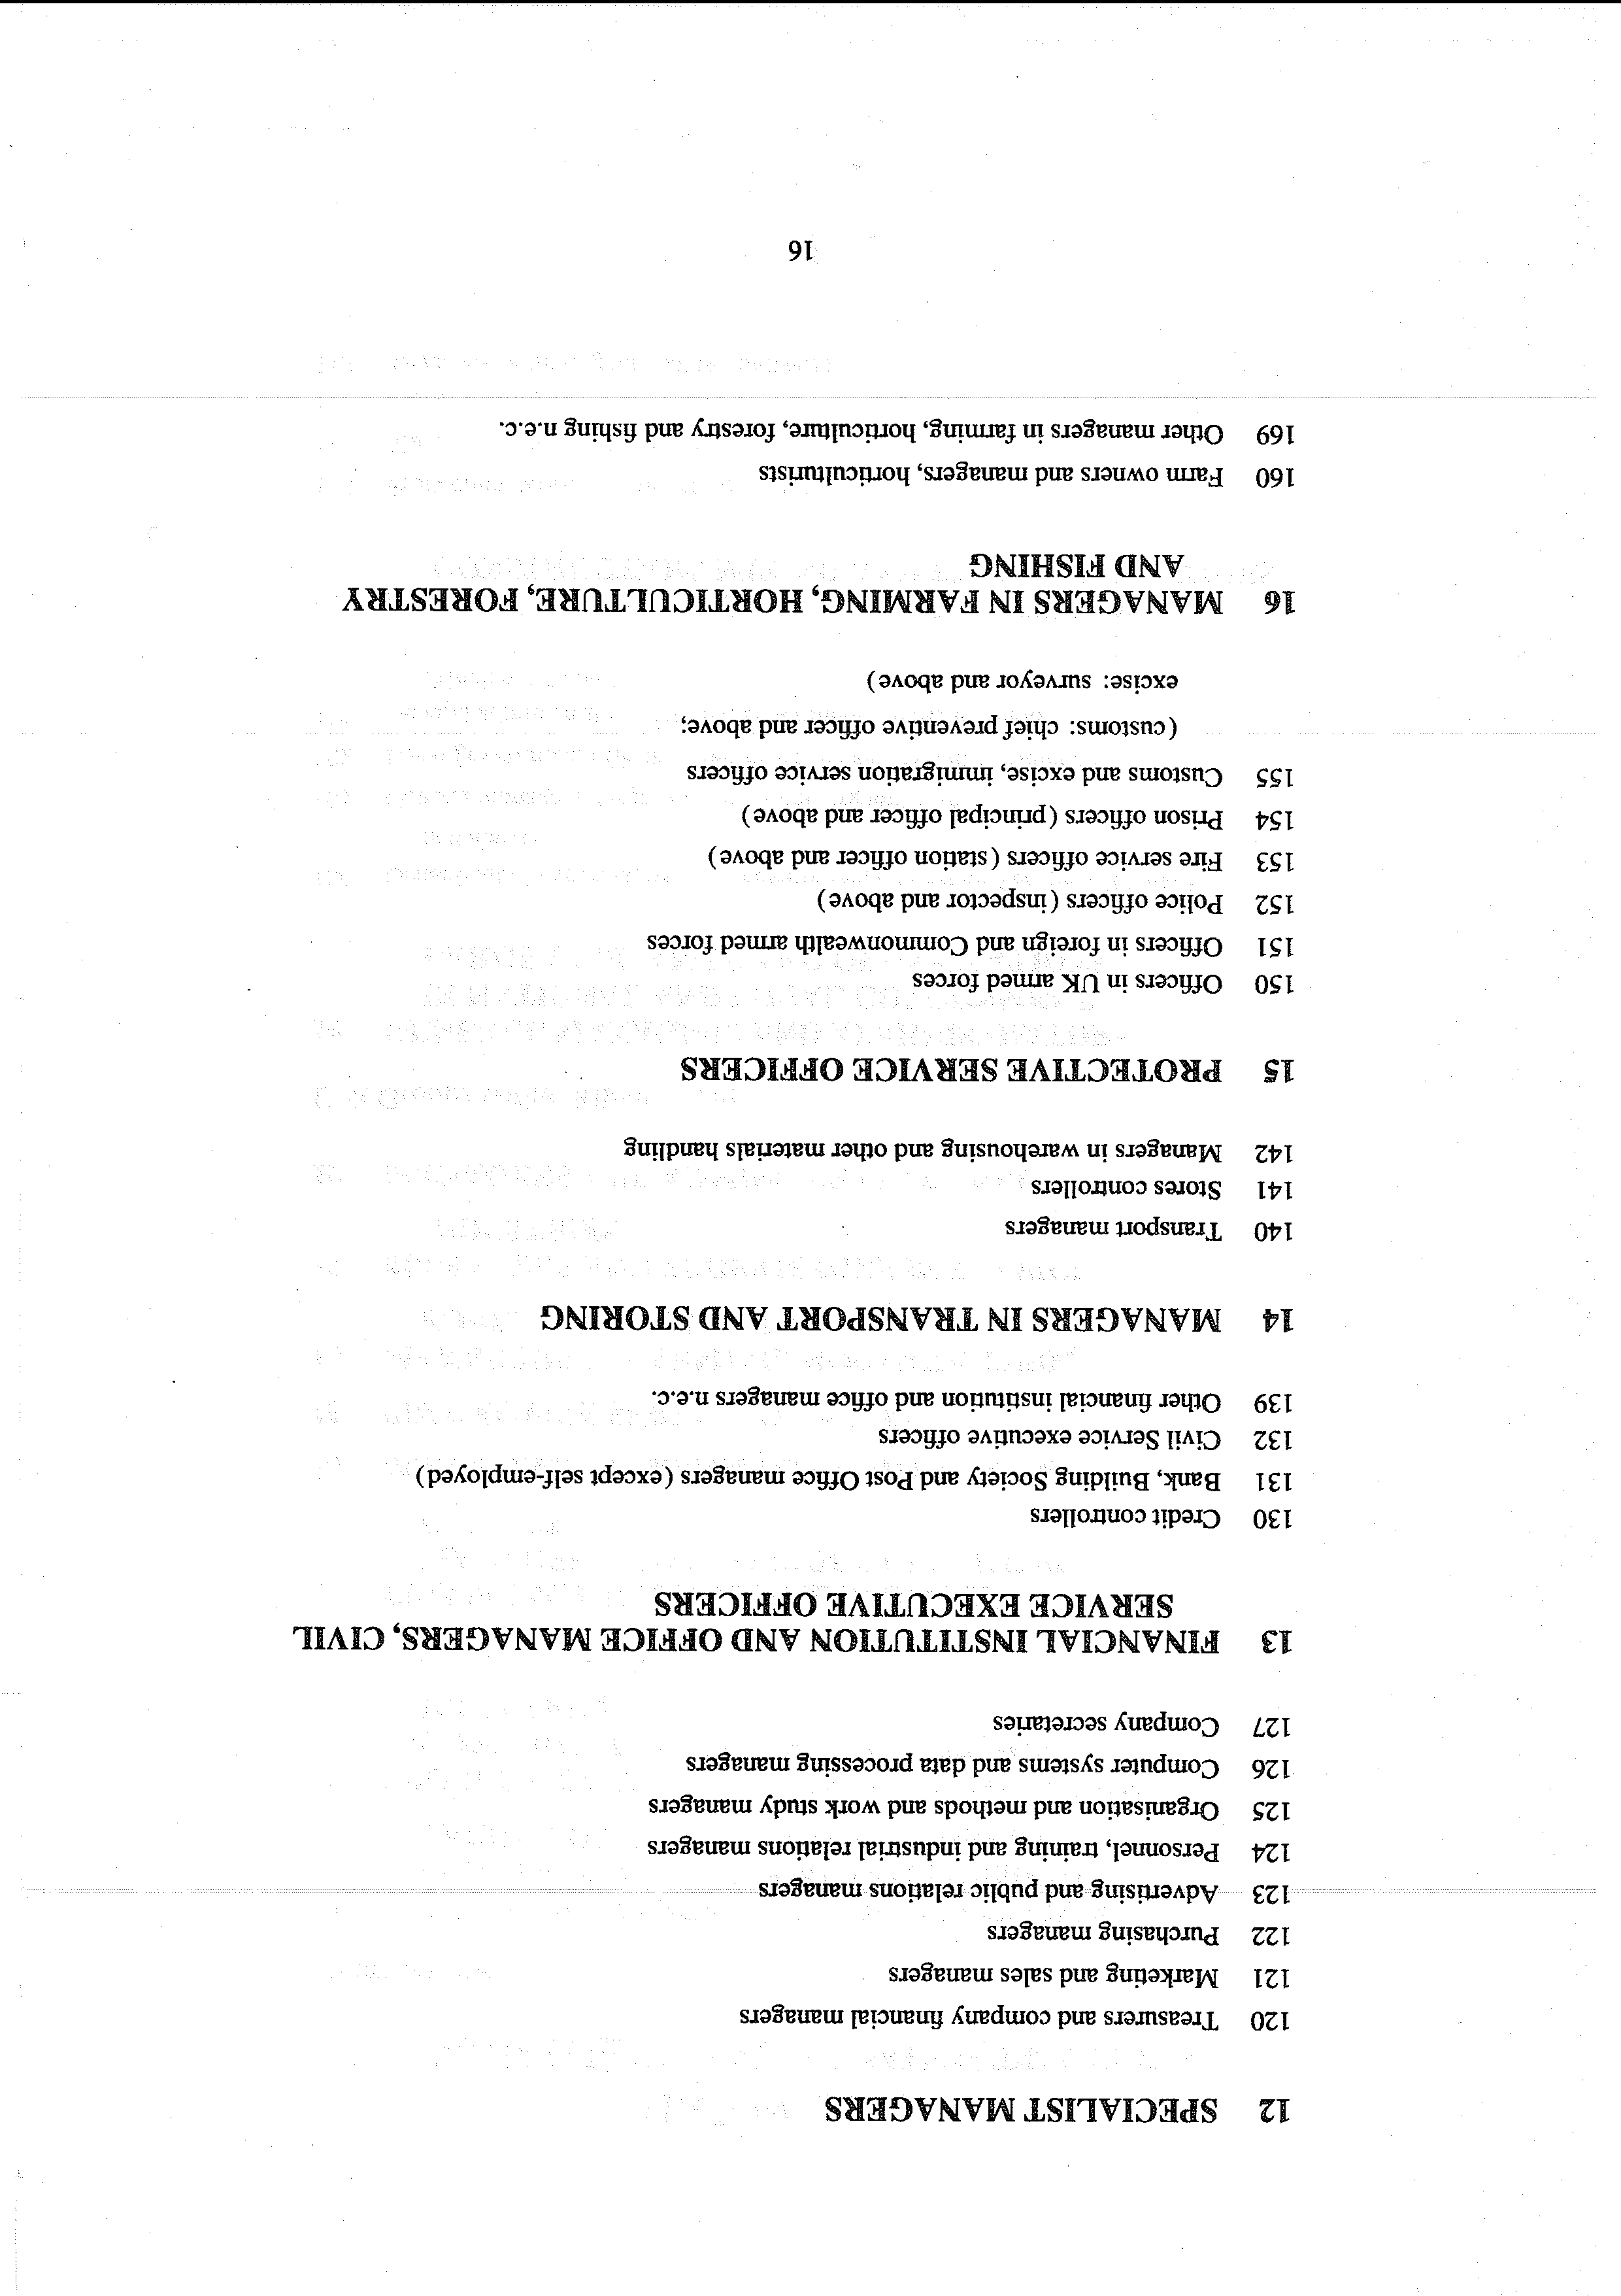 12 SPECIALIST MANAGERS
120 Treasurers and company financial managers
121 Marketing and sales managers
122 Purchasing managers
123 Advertising and public relations managers
124 Personnel, training and industrial relations managers
125 Organisation and methods and work study managers
126 Computer systems and data processing managers
127 Company secretaries
13 FINANCIAL INSTITUTION AND OFFICE MANAGERS, CIVIL
SERVICE EXECUTIVE OFFICERS
130 Credit controllers
131 Bank, Building Society and Post Office managers (except self-employed)
132 Civil Service executive officers
139 Other financial institution and office managers n.e.c.
14 MANAGERS IN TRANSPORT AND STORING
140 Transport managers
141 Stores controllers
142 Managers in warehousing and other materials handling
15 PROTECTIVE SERVICE OFFICERS
150 Officers in UK armed forces
151 Officers in foreign and Commonwealth armed forces
152 Police officers (inspector and above)
153 Fire service officers (station officer and above)
154 Prison officers (principal officer and above)
155 Customs and excise, immigration service officers
(customs: chief preventive officer and above;
excise: surveyor and above)
16 MANAGERS IN FARMING, HORTICULTURE, FORESTRY
AND FISHING
160 Farm owners and managers, horticulturists
169 Other managers in farming, horticulture, forestry and fishing n.e.c.
16